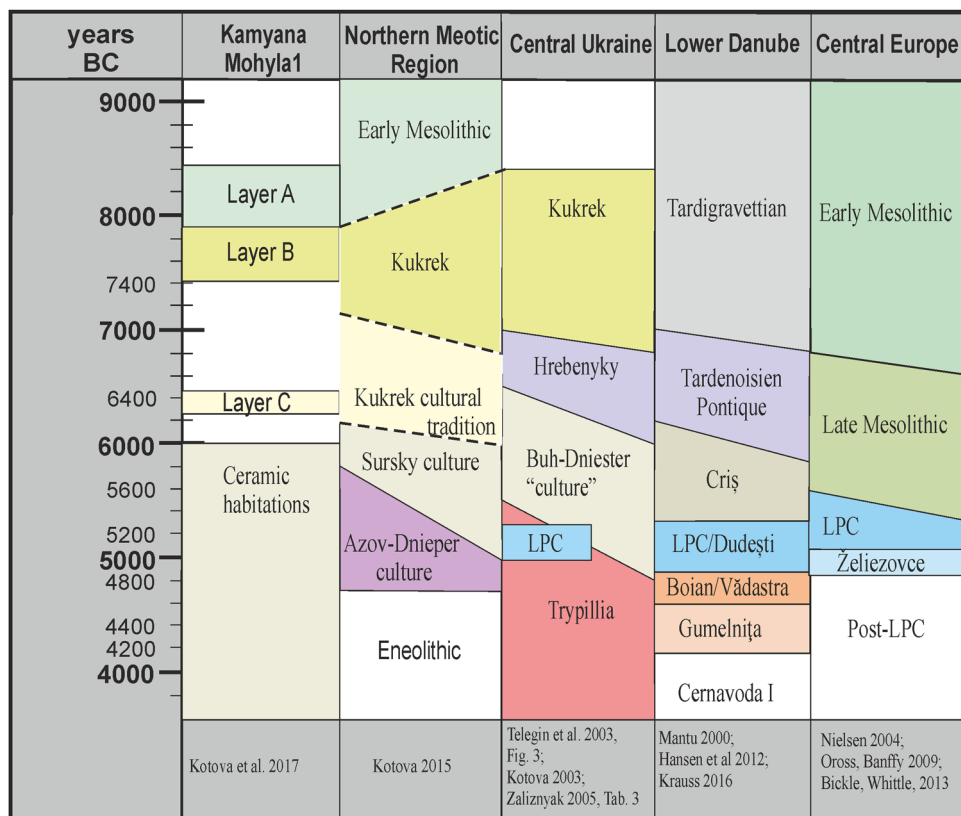 years
BC
Kamyana
Mohyla1
Northern Meotic
Region
Central Ukraine
Lower Danube
Central Europe
9000
8000
7400
7000
6400
6000
5600
5200
5000
4800
4400
4200
4000
Layer A
Layer B
Layer C
Ceramic
habitations
Early Mesolithic
Kukrek
Kukrek cultural
tradition
Sursky culture
Azov-Dnieper
culture
Eneolithic
Kukrek
Hrebenyky
Buh-Dniester
“culture”
LPC
Trypillia
Tardigravettian
Tardenoisien
Pontique
Criș
LPC/Dudești
Boian/Vădastra
Gumelniţa
Cernavoda I
Early Mesolithic
Late Mesolithic
LPC
Želiezovce
Post-LPC
Kotova et al. 2017
Kotova 2015
Telegin et al. 2003,
Fig. 3;
Kotova 2003;
Zaliznyak 2005, Tab. 3
Mantu 2000;
Hansen et al 2012;
Krauss 2016
Nielsen 2004;
Oross, Banffy 2009;
Bickle, Whittle, 2013